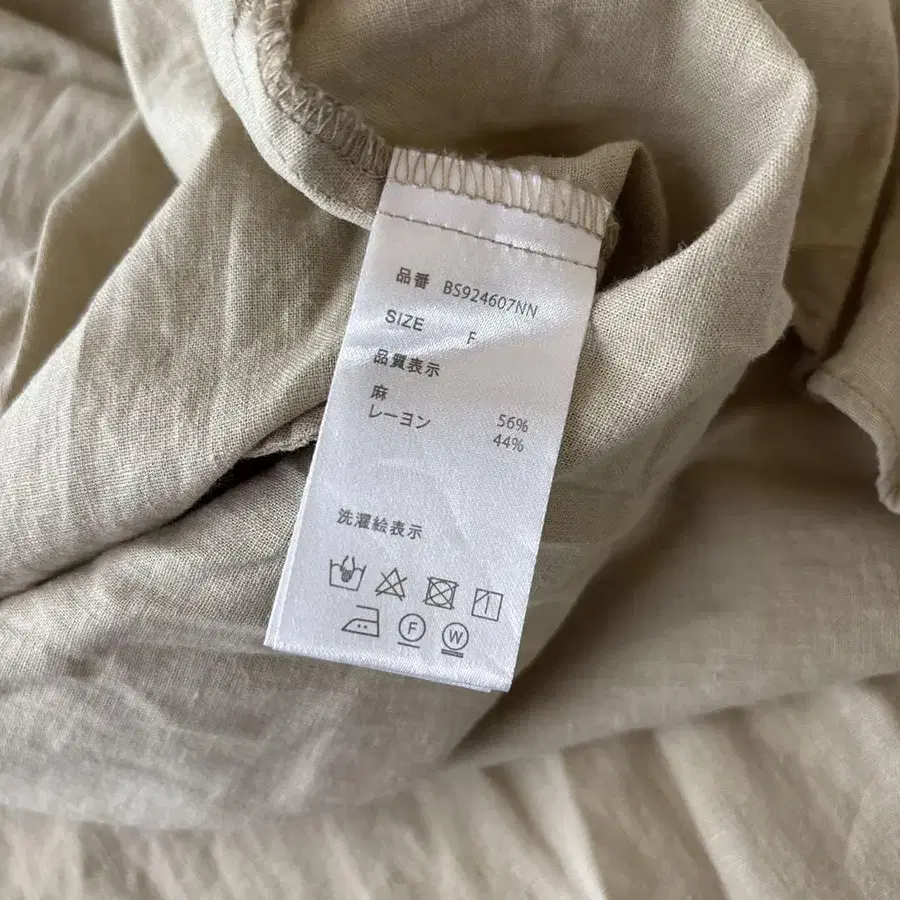 品番 BS924607NN
SIZE F
品質表示
麻 56%
レーヨン 44%
洗濯絵表示
F W